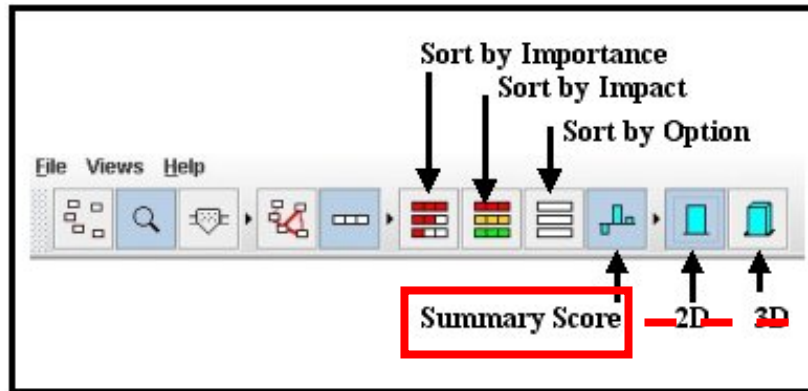 Sort by Importance
Sort by Impact
Sort by Option
File Views Help
Summary Score 2D 3D